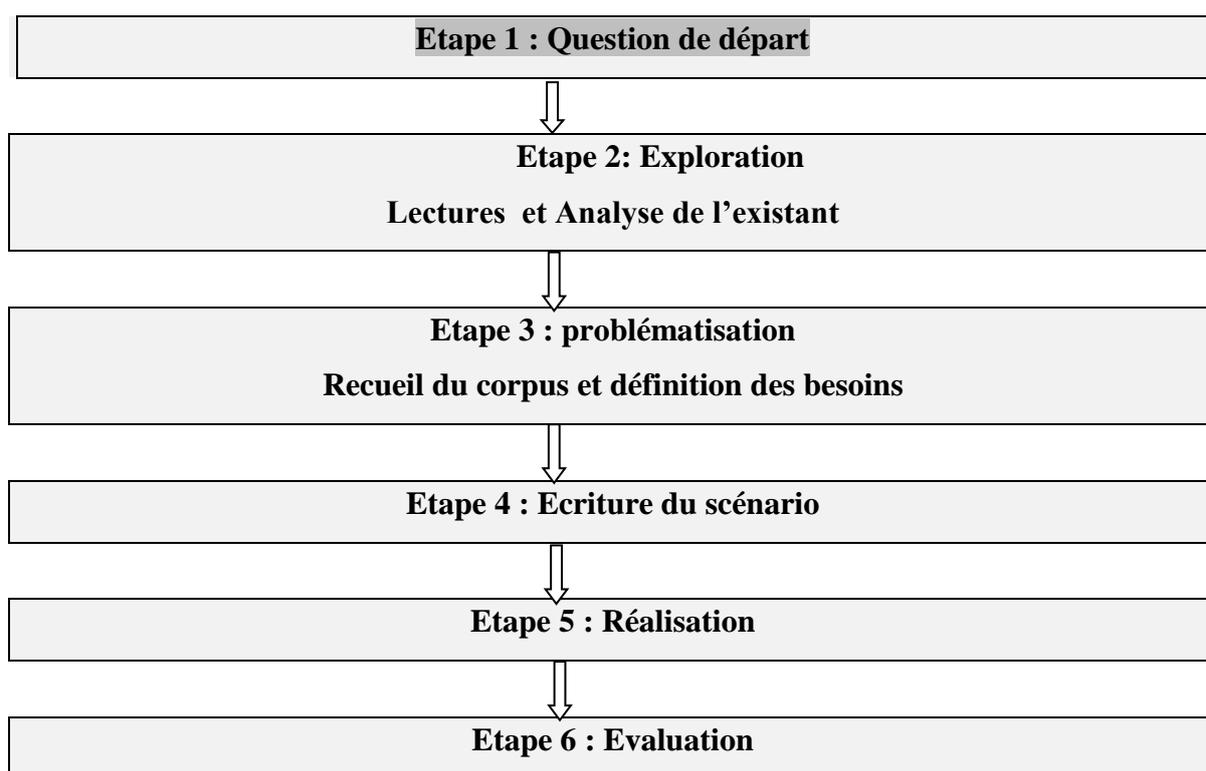 Etape 1 : Question de départ
Etape 2: Exploration
Lectures et Analyse de l’existant
Etape 3 : problématisation
Recueil du corpus et définition des besoins
Etape 4 : Ecriture du scénario
Etape 5 : Réalisation
Etape 6 : Evaluation